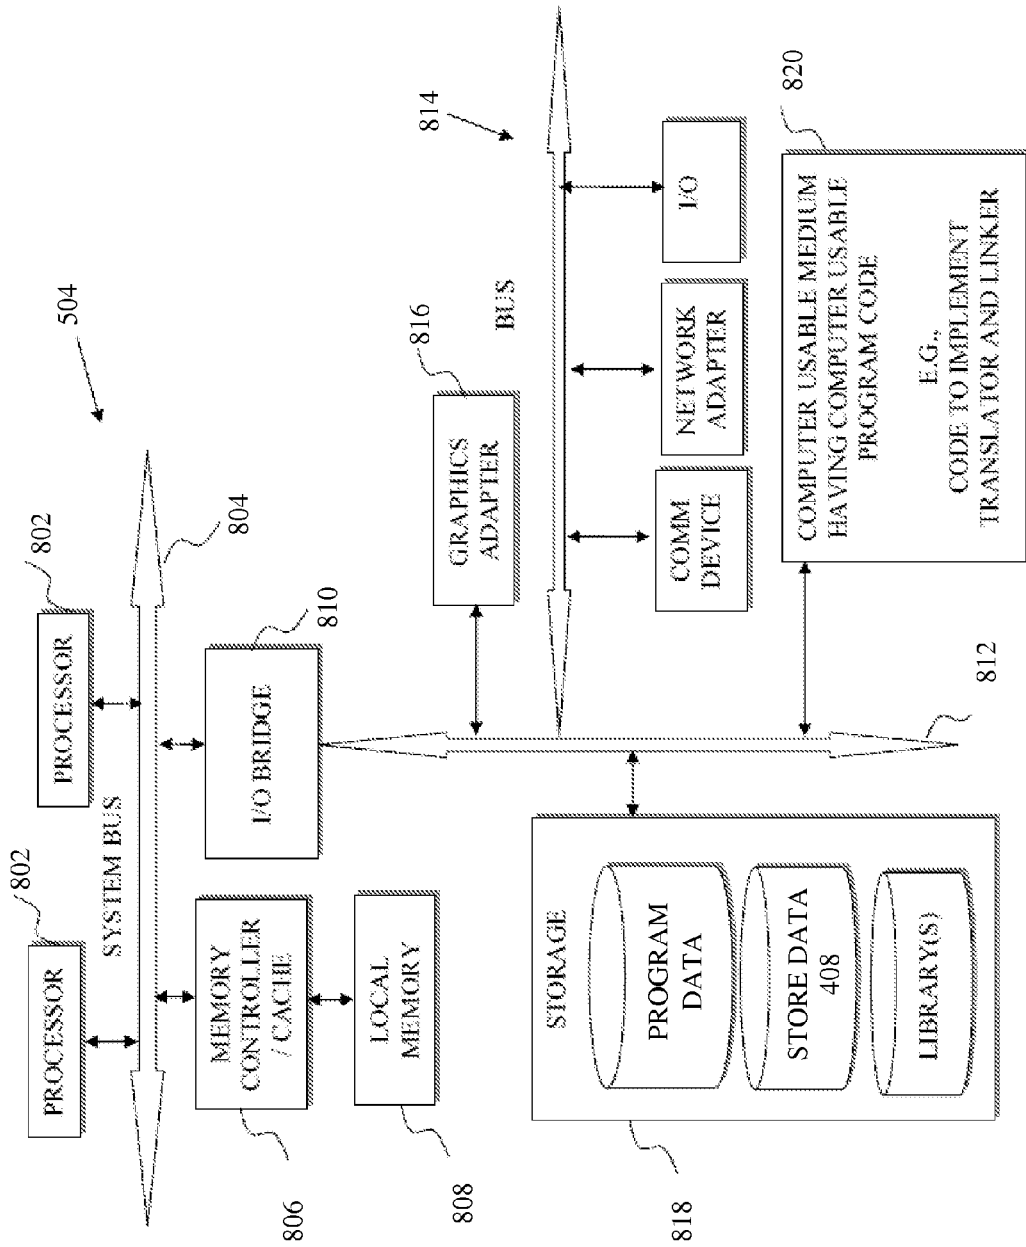 504
802
802
PROCESSOR
PROCESSOR
SYSTEM BUS
804
MEMORY
CONTROLLER
/ CACHE
I/O BRIDGE
810
806
LOCAL
MEMORY
808
GRAPHICS
ADAPTER
816
814
BUS
STORAGE
PROGRAM
DATA
STORE DATA
408
LIBRARY(S)
818
COMM
DEVICE
NETWORK
ADAPTER
I/O
812
820
COMPUTER USABLE MEDIUM
HAVING COMPUTER USABLE
PROGRAM CODE
E.G.,
CODE TO IMPLEMENT
TRANSLATOR AND LINKER